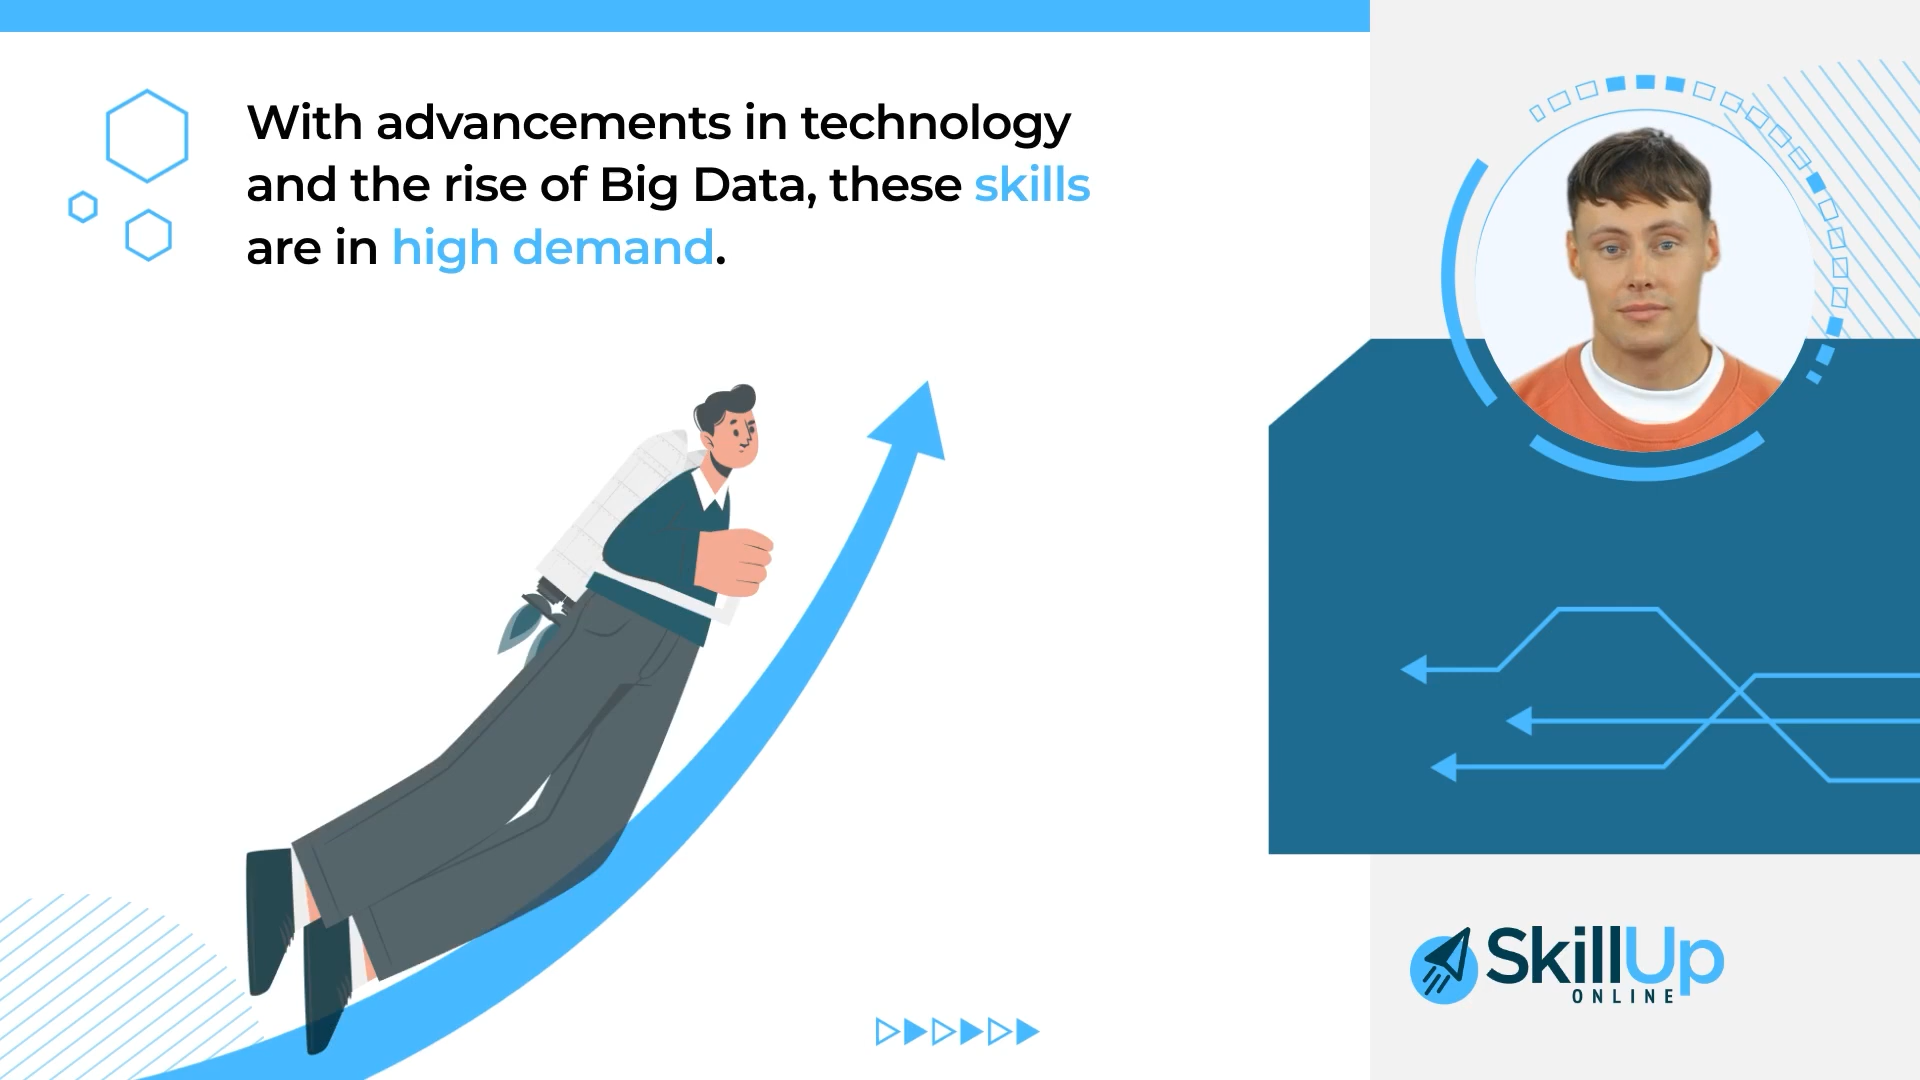 With advancements in technology
and the rise of Big Data, these skills
are in high demand.
SkillUp
ONLINE